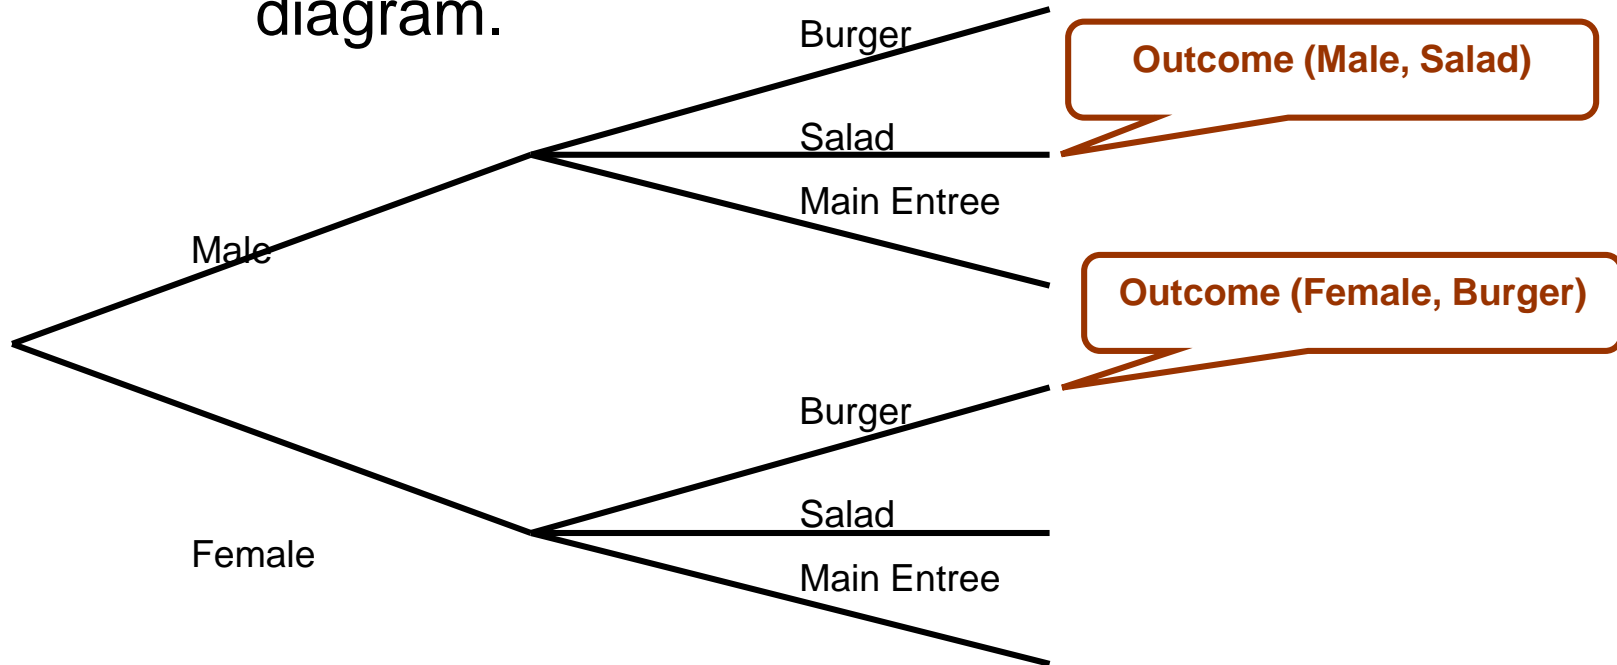 diagram.
Burger
Outcome (Male, Salad)
Salad
Main Entree
Male
Outcome (Female, Burger)
Burger
Salad
Female
Main Entree